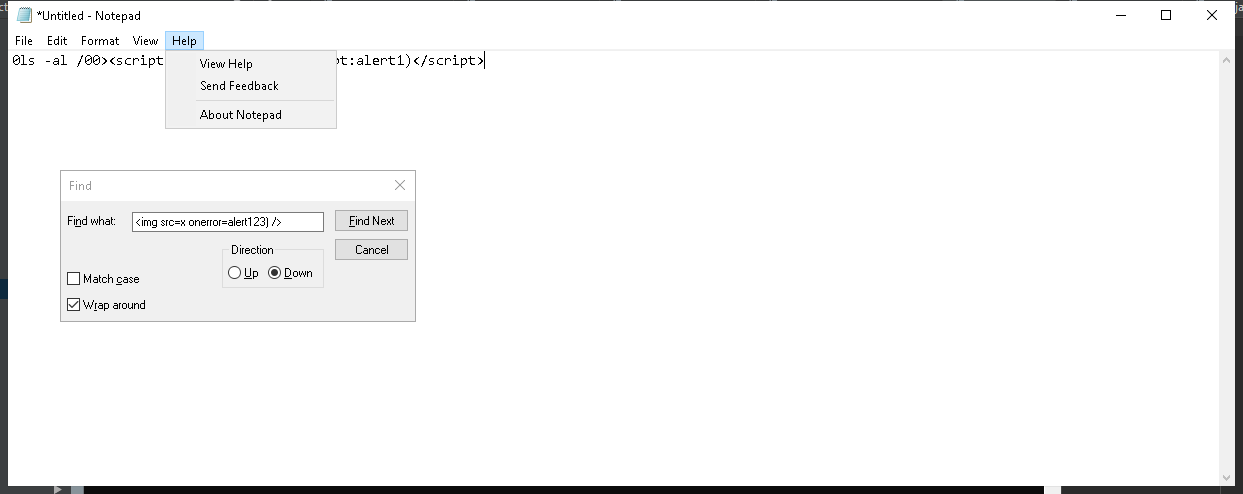 *Untitled - Notepad
File Edit Format View Help
0ls -al /00><script pt:alert1)</script>
View Help
Send Feedback
About Notepad
Find
Find what: <img src=x onerror=alert123) /> Find Next
Direction Cancel
Up Down
Match case
Wrap around